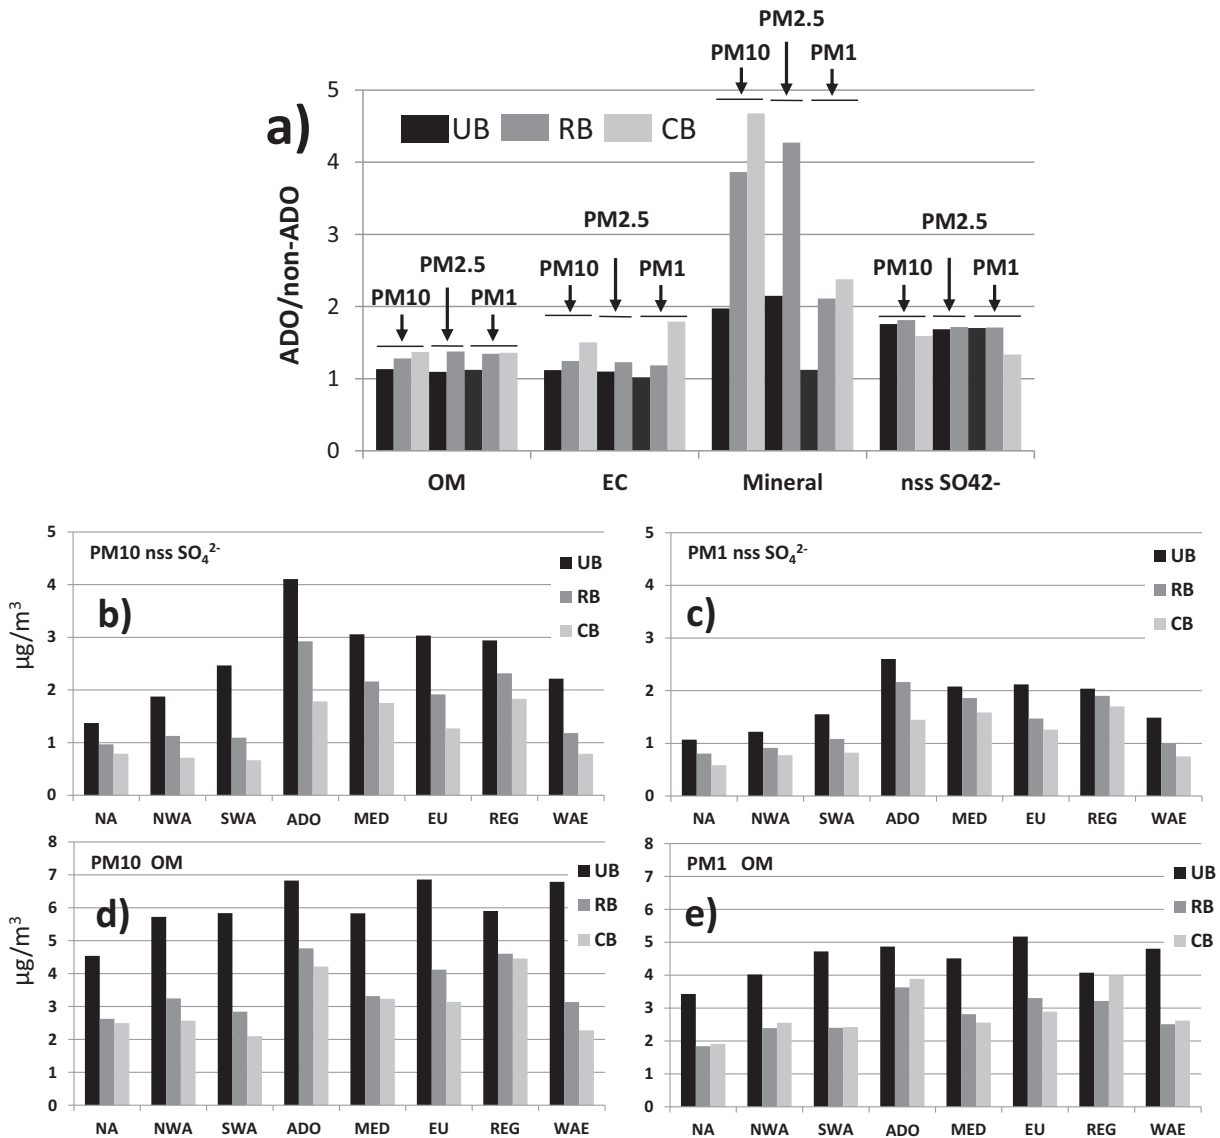 PM2.5
PM10 PM1
5
a) UB RB CB
4
ADO/non-ADO
3
PM2.5 PM2.5
PM2.5 PM10 PM1 PM10 PM1
PM10 PM1
2
1
0
OM EC Mineral nss SO42-
5
PM10 nss SO₄²⁻
UB
4
b)
RB
µg/m³
3
CB
2
1
0
NA NWA SWA ADO MED EU REG WAE
5
PM1 nss SO₄²⁻
UB
4
c)
RB
3
CB
2
1
0
NA NWA SWA ADO MED EU REG WAE
8
PM10 OM
UB
7
6
d)
RB
µg/m³
5
CB
4
3
2
1
0
NA NWA SWA ADO MED EU REG WAE
8
PM1 OM
UB
7
6
e)
RB
5
CB
4
3
2
1
0
NA NWA SWA ADO MED EU REG WAE